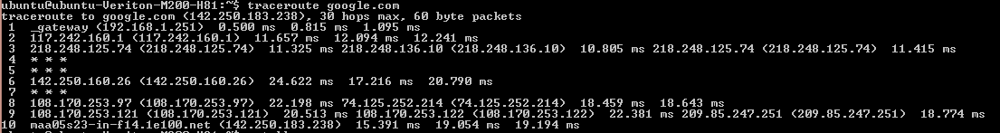 ubuntu@ubuntu-Veriton-M200-H81:~$ traceroute google.com
traceroute to google.com (142.250.183.238), 30 hops max, 60 byte packets
 1  _gateway (192.168.1.251)  0.500 ms  0.815 ms  1.095 ms
 2  117.242.160.1 (117.242.160.1)  11.657 ms  12.094 ms  12.241 ms
 3  218.248.125.74 (218.248.125.74)  11.325 ms 218.248.136.10 (218.248.136.10)  10.805 ms 218.248.125.74 (218.248.125.74)  11.415 ms
 4  * * *
 5  * * *
 6  142.250.160.26 (142.250.160.26)  24.622 ms  17.216 ms  20.790 ms
 7  * * *
 8  108.170.253.97 (108.170.253.97)  22.198 ms 74.125.252.214 (74.125.252.214)  18.459 ms  18.643 ms
 9  108.170.253.121 (108.170.253.121)  20.513 ms 108.170.253.122 (108.170.253.122)  22.381 ms 209.85.247.251 (209.85.247.251)  18.774 ms
10  maa05s23-in-f14.1e100.net (142.250.183.238)  15.391 ms  19.054 ms  19.194 ms